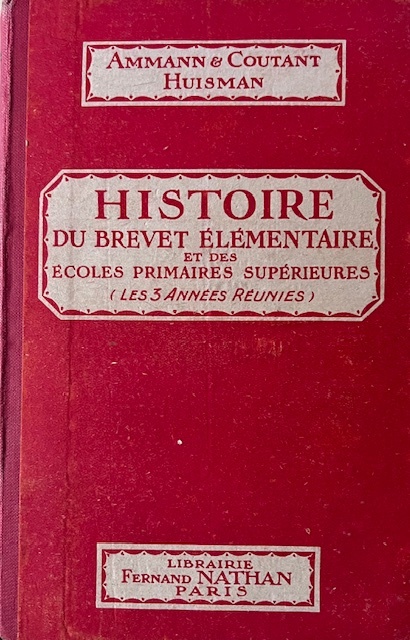 AMMANN & COUTANT
HUISMAN
HISTOIRE
DU BREVET ÉLÉMENTAIRE
ET DES
ÉCOLES PRIMAIRES SUPÉRIEURES
(LES 3 ANNÉES RÉUNIES)
LIBRAIRIE
FERNAND NATHAN
PARIS